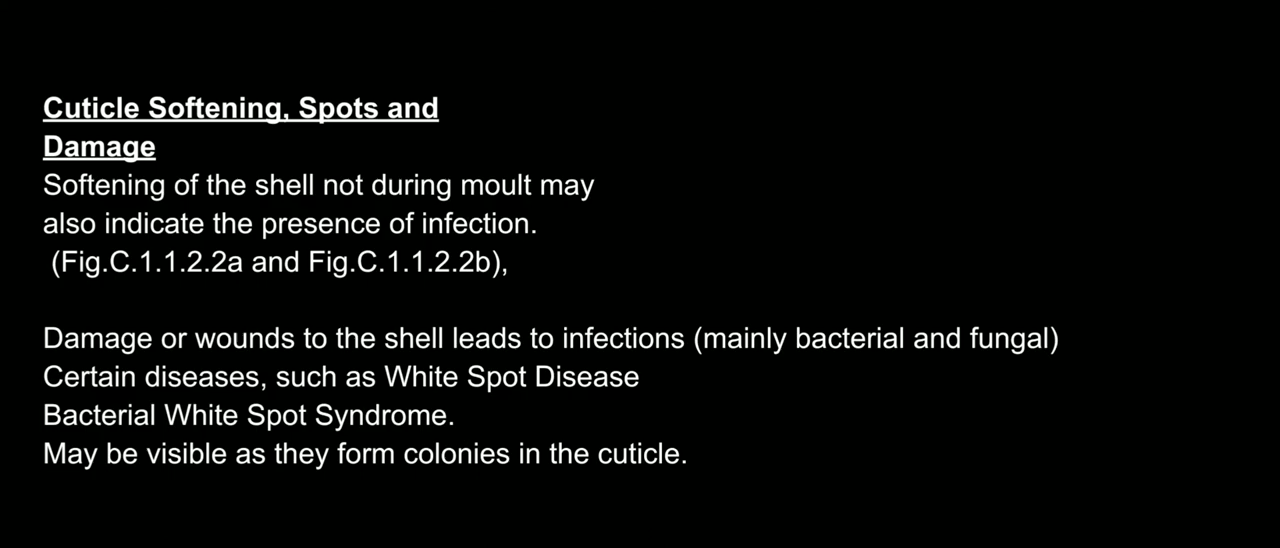 Cuticle Softening, Spots and
Damage
Softening of the shell not during moult may
also indicate the presence of infection.
(Fig.C.1.1.2.2a and Fig.C.1.1.2.2b),
Damage or wounds to the shell leads to infections (mainly bacterial and fungal)
Certain diseases, such as White Spot Disease
Bacterial White Spot Syndrome.
May be visible as they form colonies in the cuticle.